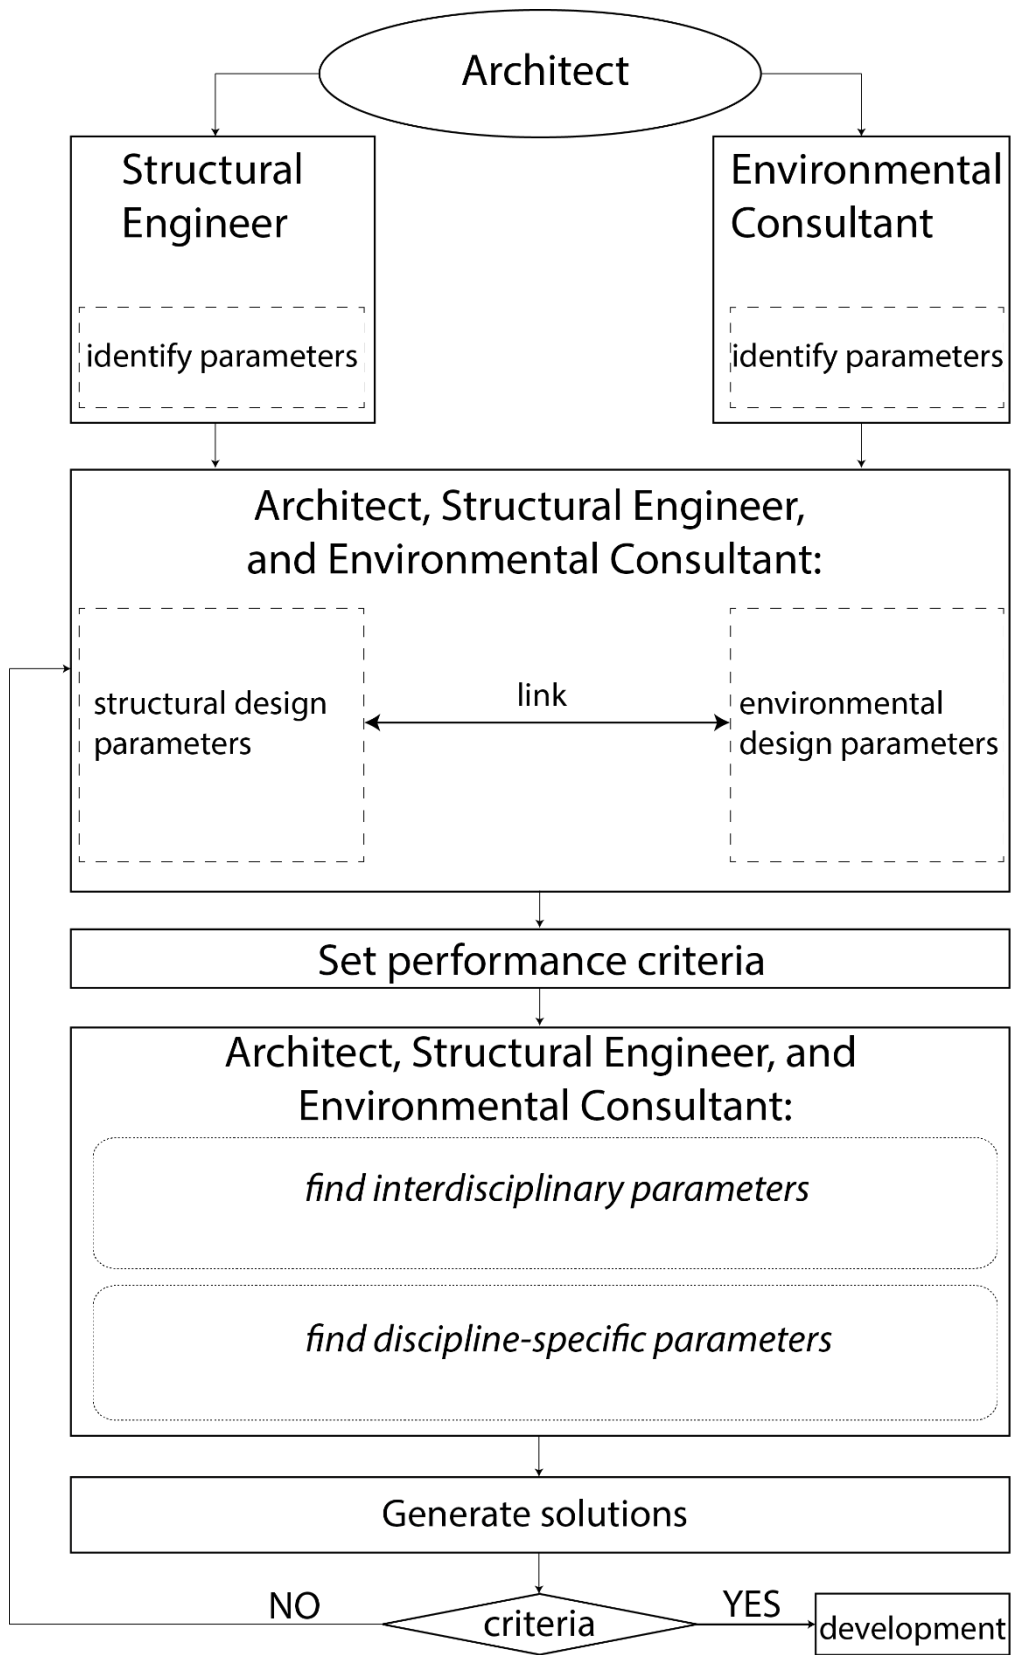 Architect
Structural
Engineer
identify parameters
Environmental
Consultant
identify parameters
Architect, Structural Engineer,
and Environmental Consultant:
structural design
parameters
link
environmental
design parameters
Set performance criteria
Architect, Structural Engineer, and
Environmental Consultant:
find interdisciplinary parameters
find discipline-specific parameters
Generate solutions
NO
criteria
YES
development